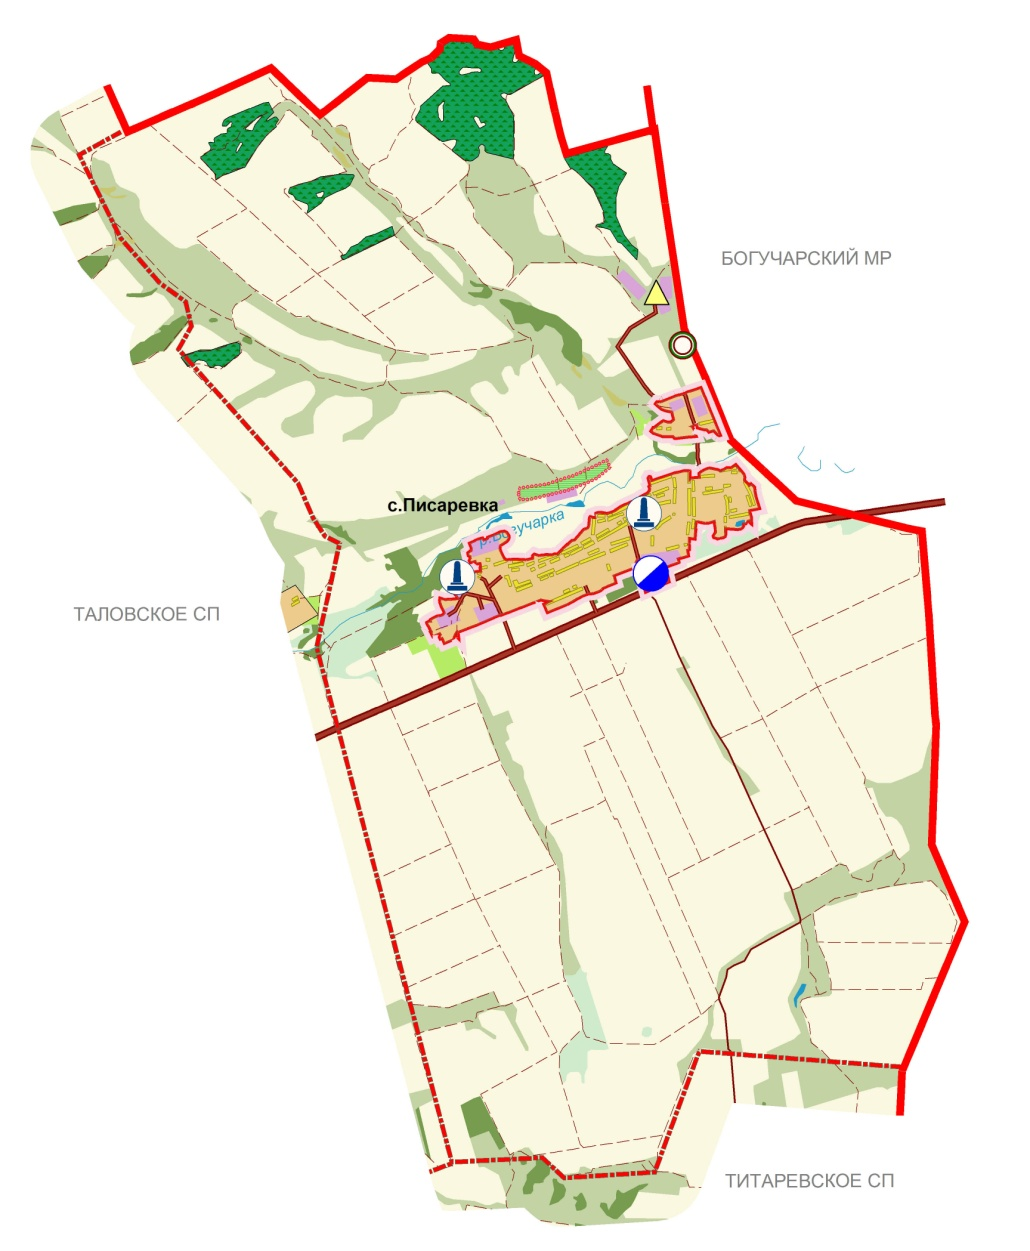 БОГУЧАРСКИЙ МР
с.Писаревка
р.Богучарка
ТАЛОВСКОЕ СП
ТИТАРЕВСКОЕ СП